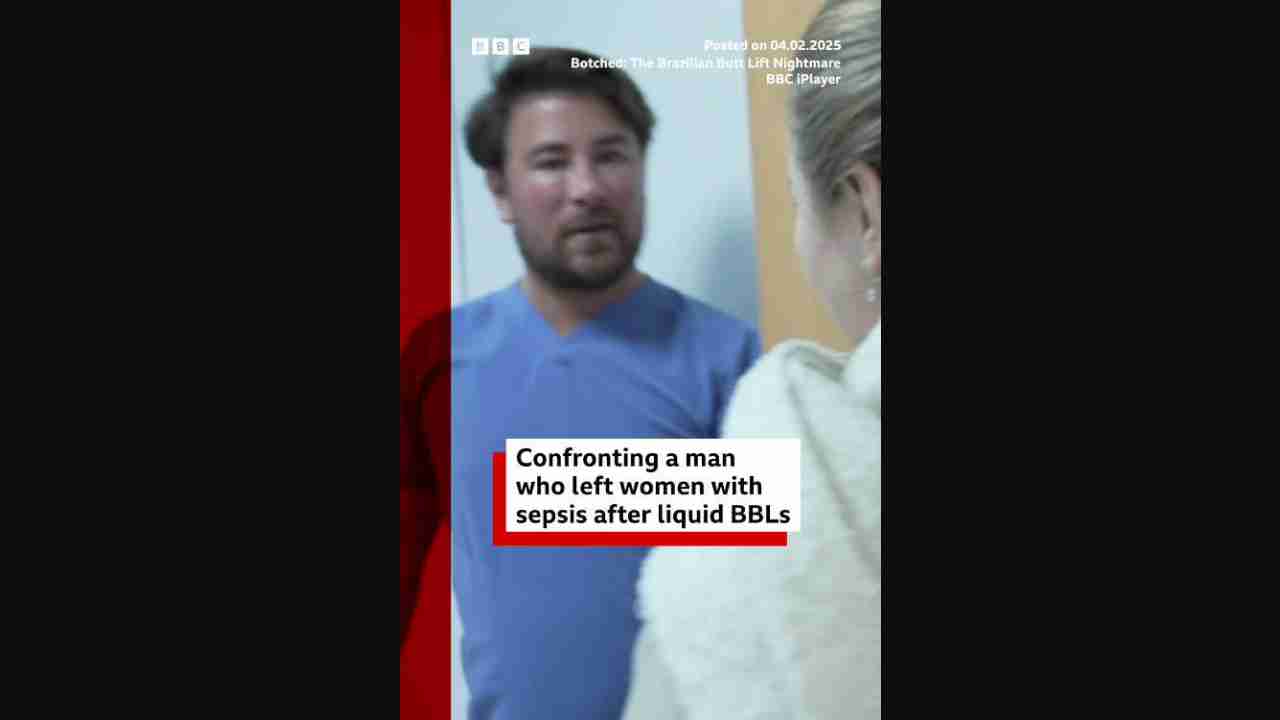 BBC
Posted on 04.02.2025
Botched: The Brazilian Butt Lift Nightmare
BBC iPlayer
Confronting a man
who left women with
sepsis after liquid BBLs